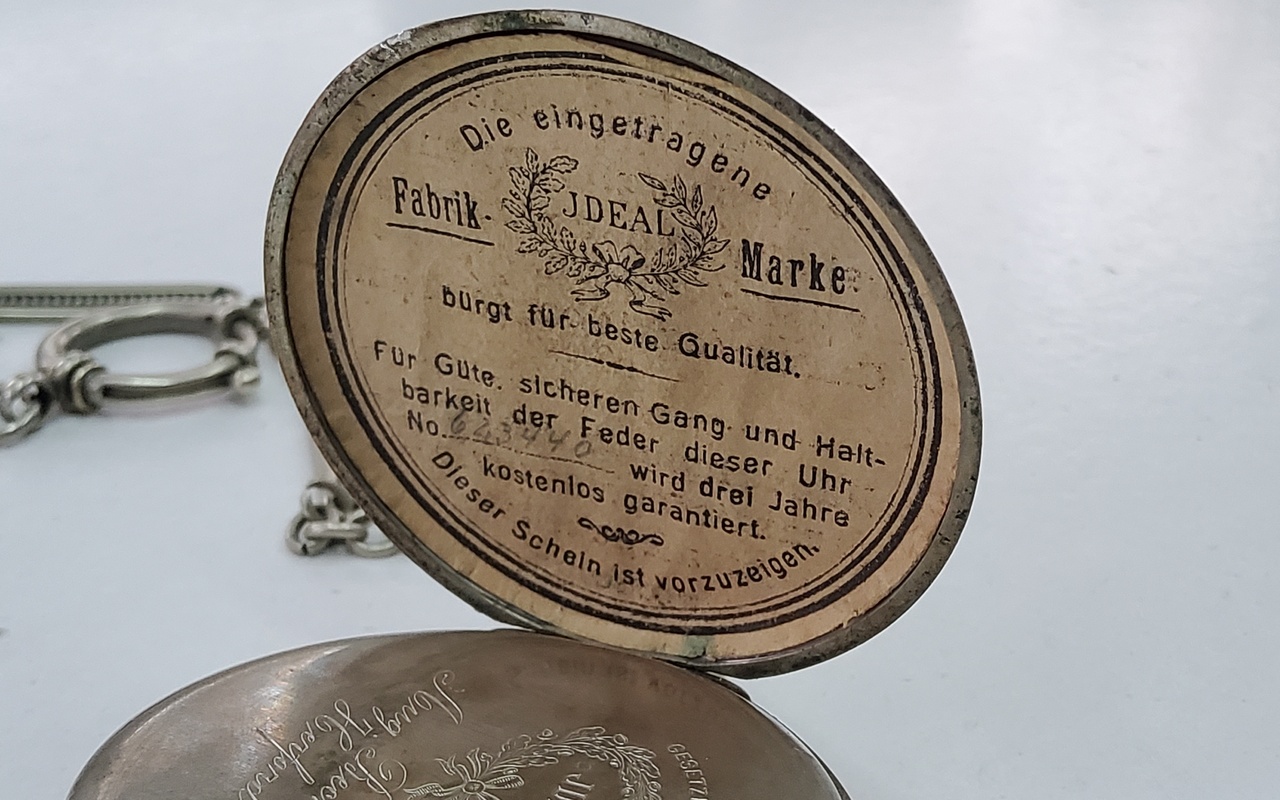 Die eingetragene
Fabrik- JDEAL Marke
bürgt für beste Qualität.
Für Güte, sicheren Gang und Halt-
barkeit der Feder dieser Uhr
No. wird drei Jahre
kostenlos garantiert.
Dieser Schein ist vorzuzeigen.